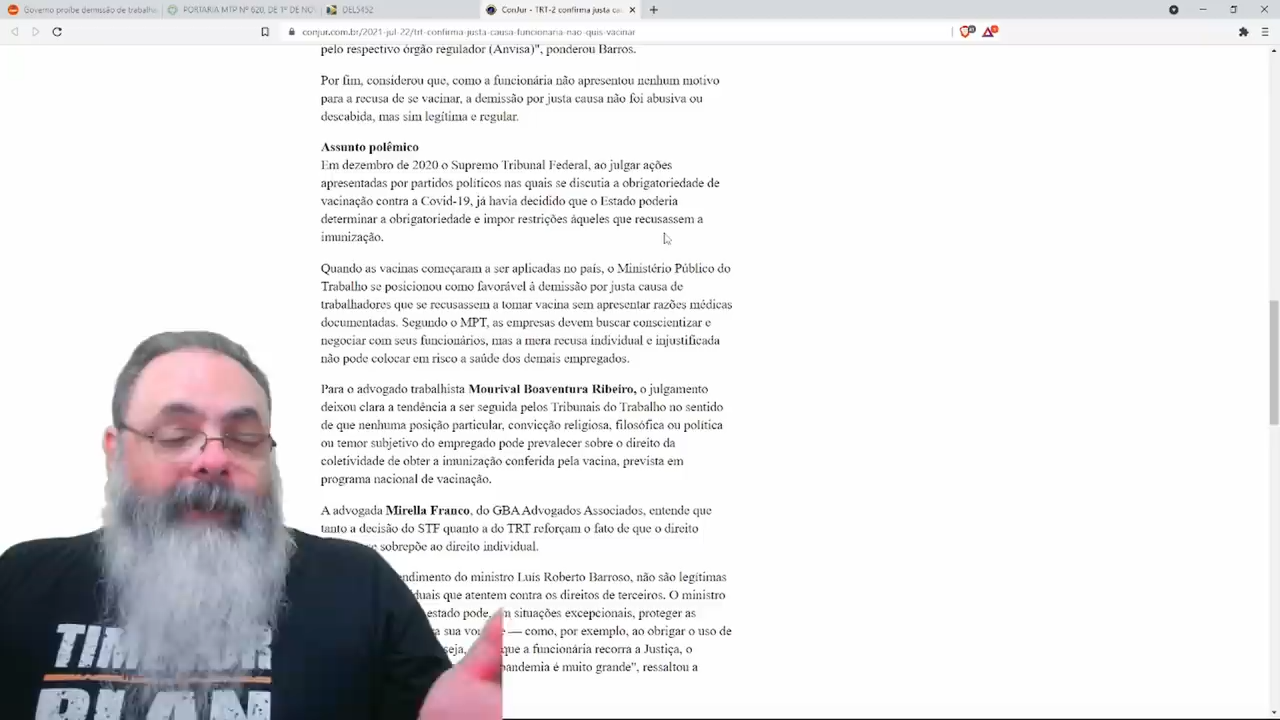 Governo proíbe demissão de trabalha
PORTARIA MTP Nº 620, DE 1º DE NOV
DEL5452
ConJur - TRT-2 confirma justa cau
conjur.com.br/2021-jul-22/trt-confirma-justa-causa-funcionaria-nao-quis-vacinar
pelo respectivo órgão regulador (Anvisa)", ponderou Barros.
Por fim, considerou que, como a funcionária não apresentou nenhum motivo
para a recusa de se vacinar, a demissão por justa causa não foi abusiva ou
descabida, mas sim legítima e regular.
Assunto polêmico
Em dezembro de 2020 o Supremo Tribunal Federal, ao julgar ações
apresentadas por partidos políticos nas quais se discutia a obrigatoriedade de
vacinação contra a Covid-19, já havia decidido que o Estado poderia
determinar a obrigatoriedade e impor restrições àqueles que recusassem a
imunização.
Quando as vacinas começaram a ser aplicadas no país, o Ministério Público do
Trabalho se posicionou como favorável à demissão por justa causa de
trabalhadores que se recusassem a tomar vacina sem apresentar razões médicas
documentadas. Segundo o MPT, as empresas devem buscar conscientizar e
negociar com seus funcionários, mas a mera recusa individual e injustificada
não pode colocar em risco a saúde dos demais empregados.
Para o advogado trabalhista Mourival Boaventura Ribeiro, o julgamento
deixou clara a tendência a ser seguida pelos Tribunais do Trabalho no sentido
de que nenhuma posição particular, convicção religiosa, filosófica ou política
ou temor subjetivo do empregado pode prevalecer sobre o direito da
coletividade de obter a imunização conferida pela vacina, prevista em
programa nacional de vacinação.
A advogada Mirella Franco, do GBA Advogados Associados, entende que
tanto a decisão do STF quanto a do TRT reforçam o fato de que o direito
se sobrepõe ao direito individual.
endimento do ministro Luís Roberto Barroso, não são legítimas
duais que atentem contra os direitos de terceiros. O ministro
estado pode, em situações excepcionais, proteger as
a sua vo e — como, por exemplo, ao obrigar o uso de
seja, que a funcionária recorra a Justiça, o
pandemia é muito grande", ressaltou a